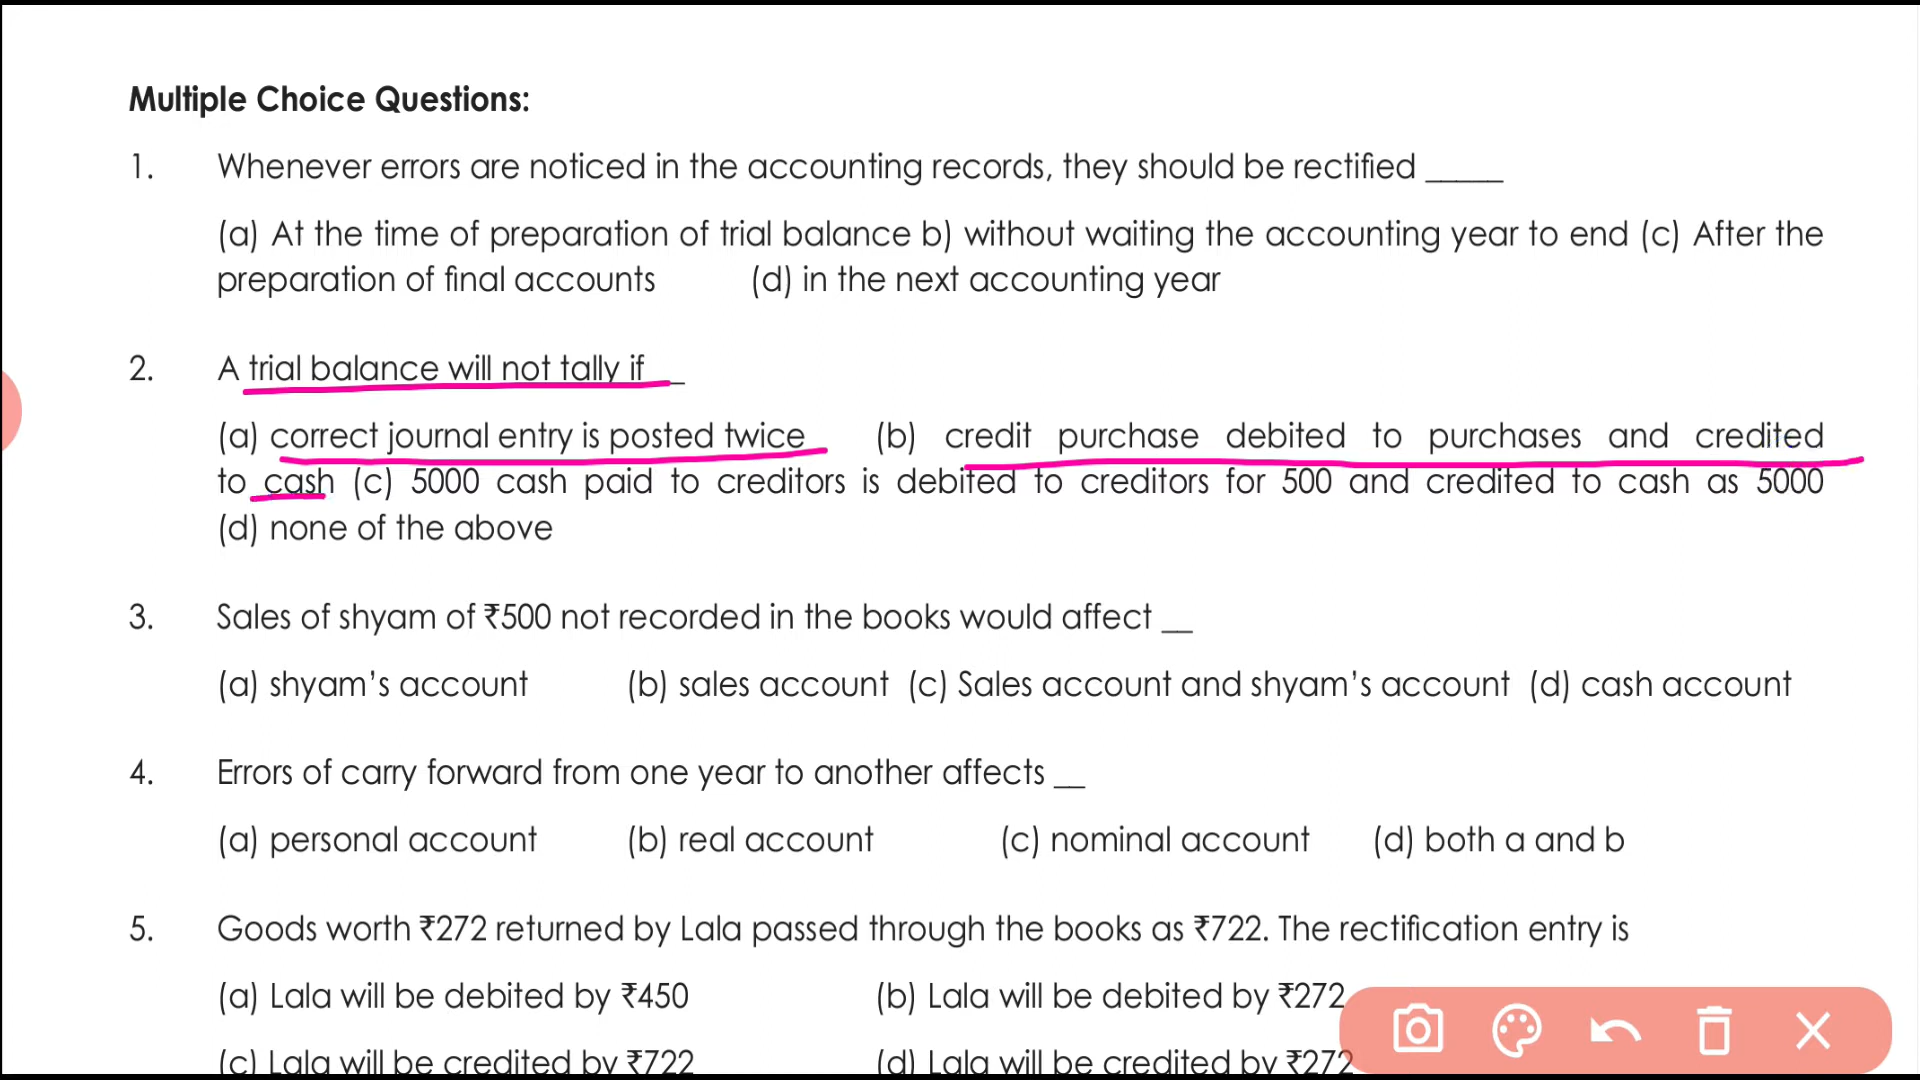 Multiple Choice Questions:
1. Whenever errors are noticed in the accounting records, they should be rectified _____
(a) At the time of preparation of trial balance b) without waiting the accounting year to end (c) After the
preparation of final accounts (d) in the next accounting year
2. A trial balance will not tally if __
(a) correct journal entry is posted twice (b) credit purchase debited to purchases and credited
to cash (c) 5000 cash paid to creditors is debited to creditors for 500 and credited to cash as 5000
(d) none of the above
3. Sales of shyam of ₹500 not recorded in the books would affect __
(a) shyam’s account (b) sales account (c) Sales account and shyam’s account (d) cash account
4. Errors of carry forward from one year to another affects __
(a) personal account (b) real account (c) nominal account (d) both a and b
5. Goods worth ₹272 returned by Lala passed through the books as ₹722. The rectification entry is
(a) Lala will be debited by ₹450 (b) Lala will be debited by ₹272
(c) Lala will be credited by ₹722 (d) Lala will be credited by ₹272